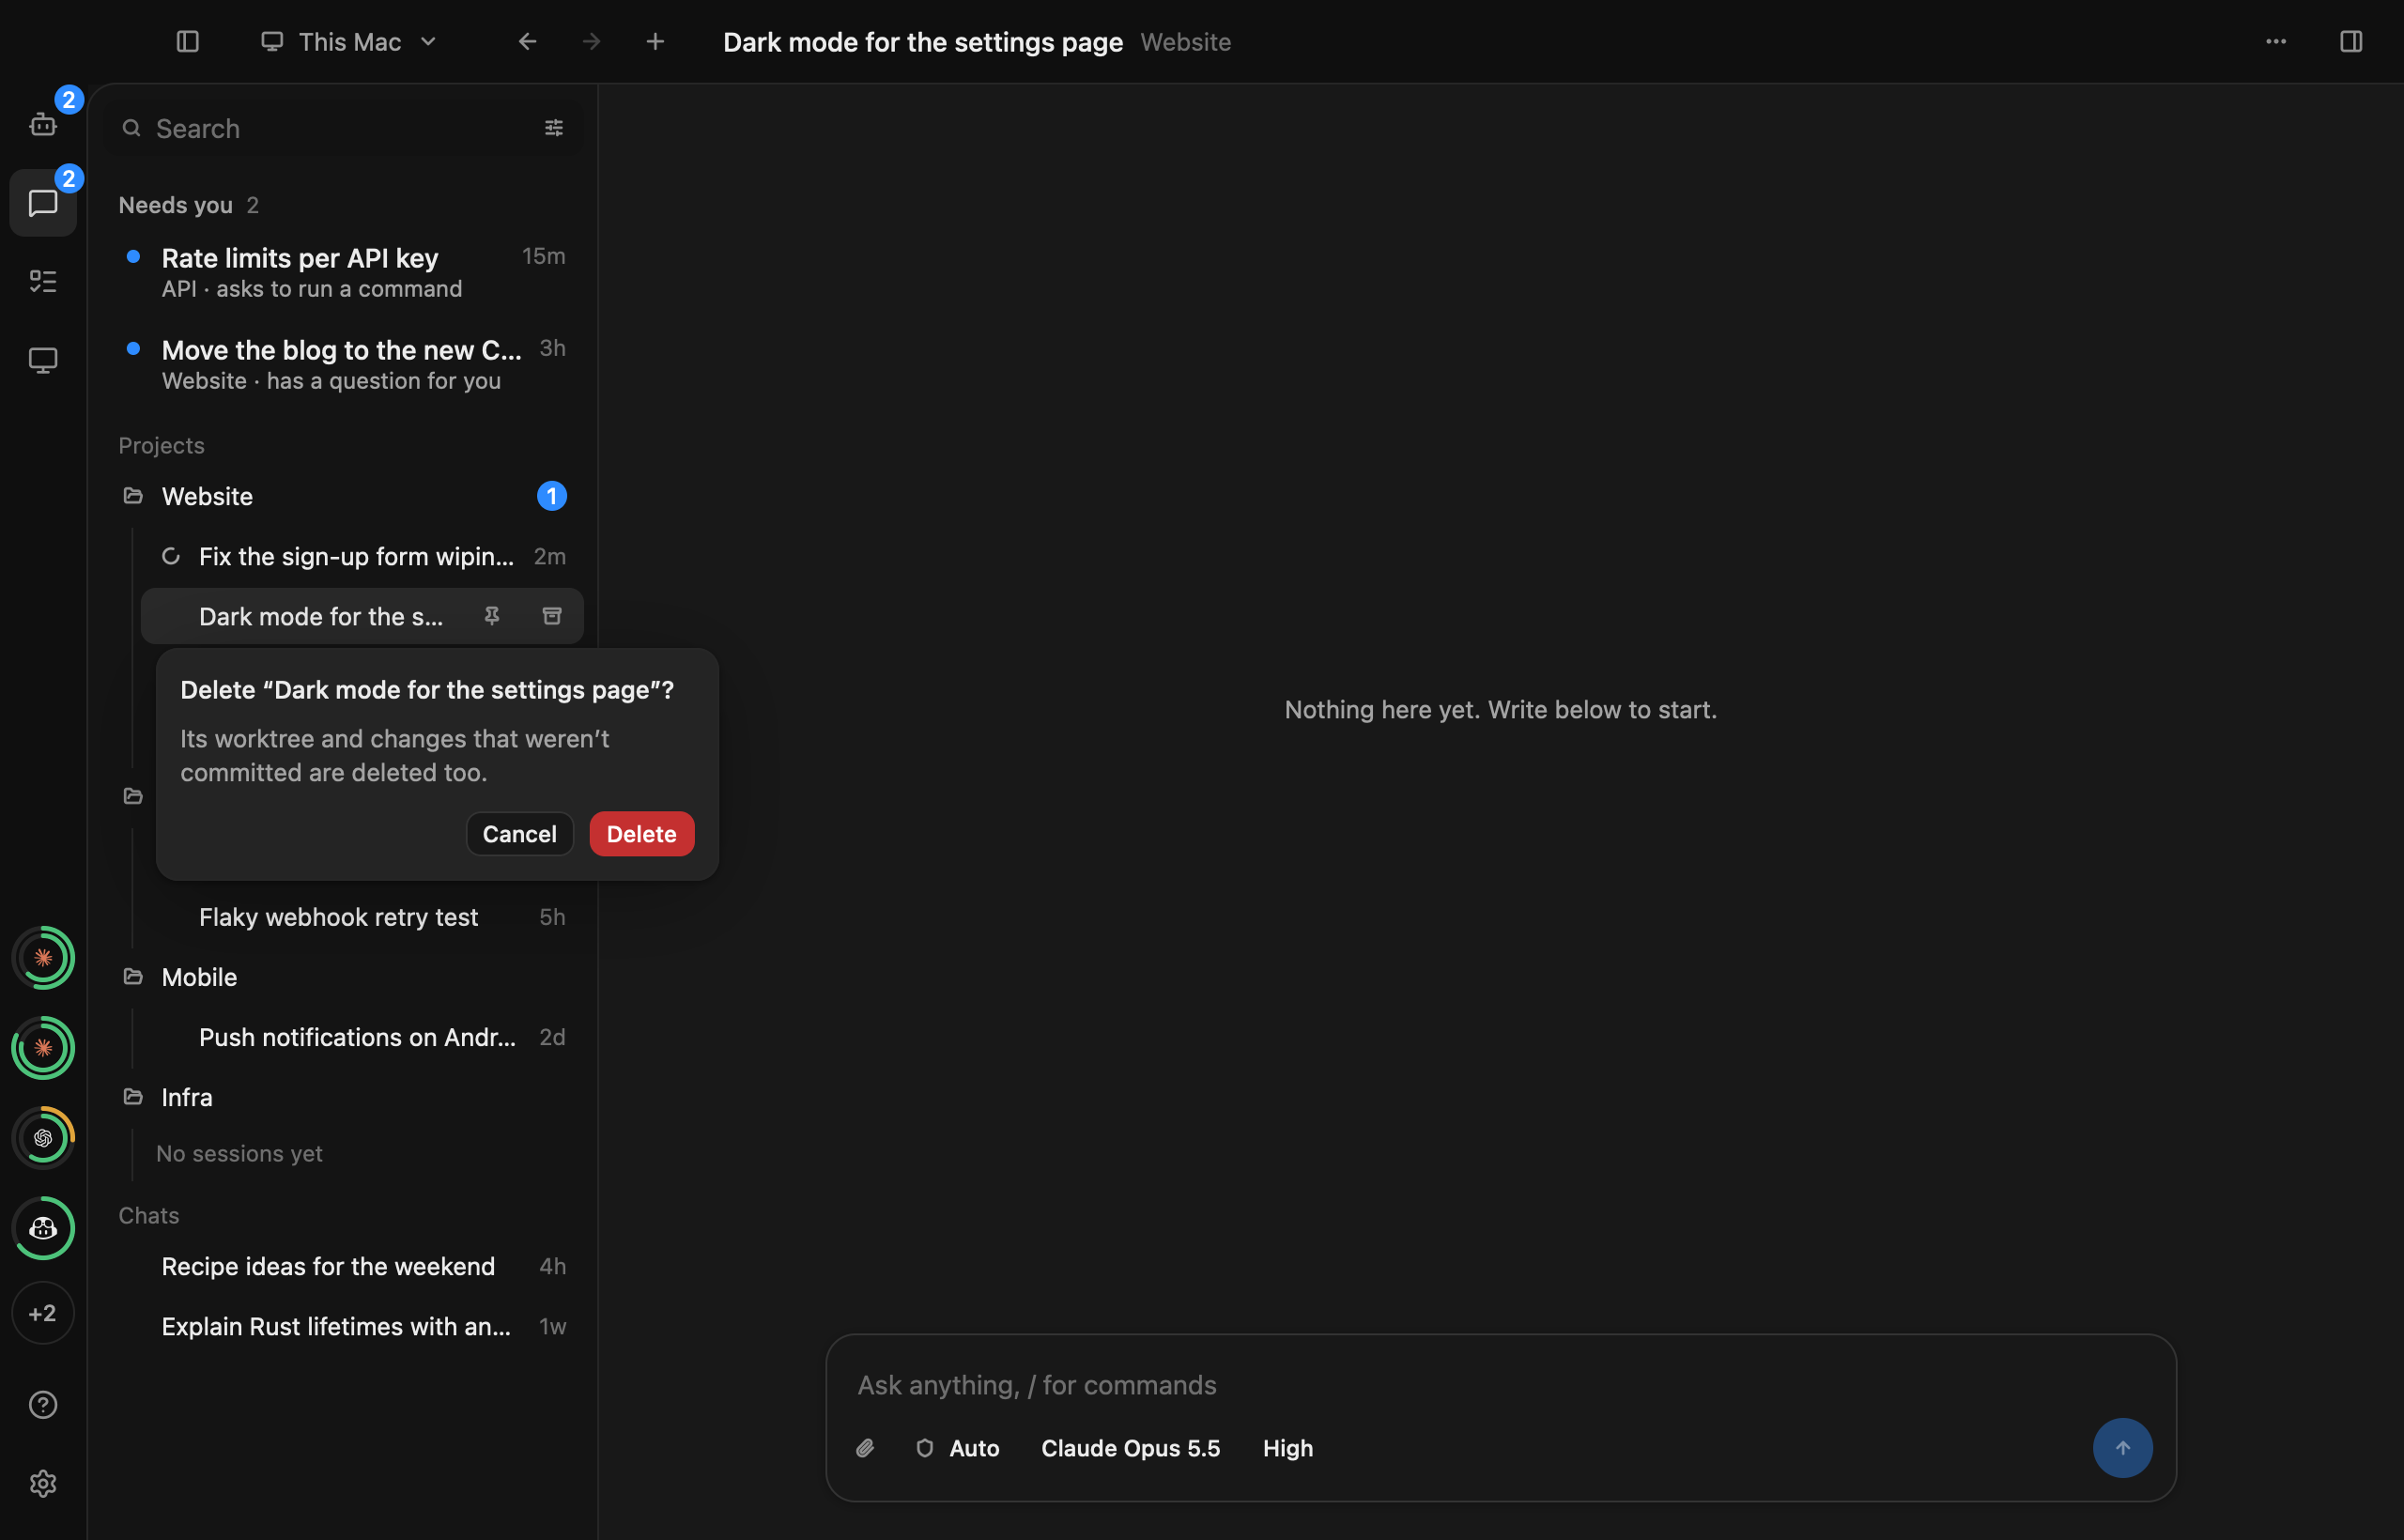 This Mac
Dark mode for the settings page Website
2
2
Search
Needs you 2
Rate limits per API key 15m
API · asks to run a command
Move the blog to the new C... 3h
Website · has a question for you
Projects
Website 1
Fix the sign-up form wipin... 2m
Dark mode for the s...
Delete “Dark mode for the settings page”?
Its worktree and changes that weren’t
committed are deleted too.
Cancel Delete
Flaky webhook retry test 5h
Mobile
Push notifications on Andr... 2d
Infra
No sessions yet
Chats
Recipe ideas for the weekend 4h
Explain Rust lifetimes with an... 1w
+2
Nothing here yet. Write below to start.
Ask anything, / for commands
Auto Claude Opus 5.5 High